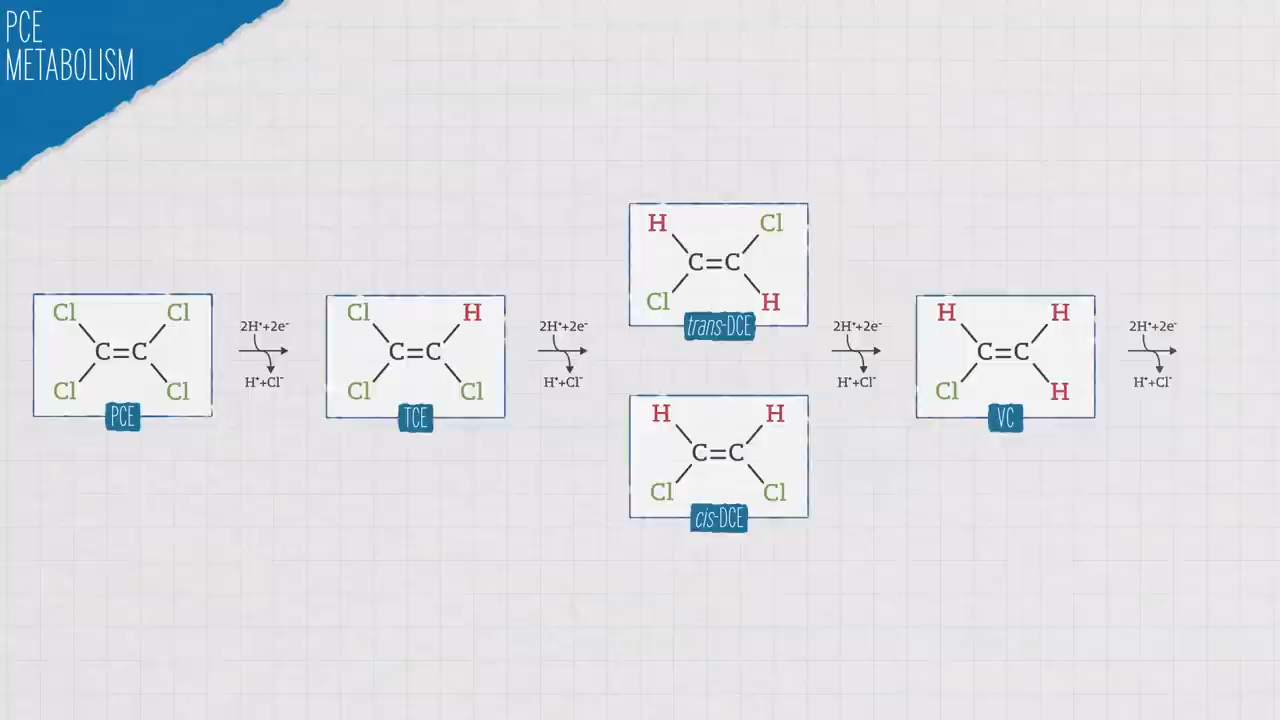 PCE
METABOLISM
Cl Cl
C=C
Cl Cl
PCE
2H⁺+2e⁻
H⁺+Cl⁻
Cl H
C=C
Cl Cl
TCE
2H⁺+2e⁻
H⁺+Cl⁻
H Cl
C=C
Cl H
trans-DCE
H H
C=C
Cl Cl
cis-DCE
2H⁺+2e⁻
H⁺+Cl⁻
H H
C=C
Cl H
VC
2H⁺+2e⁻
H⁺+Cl⁻